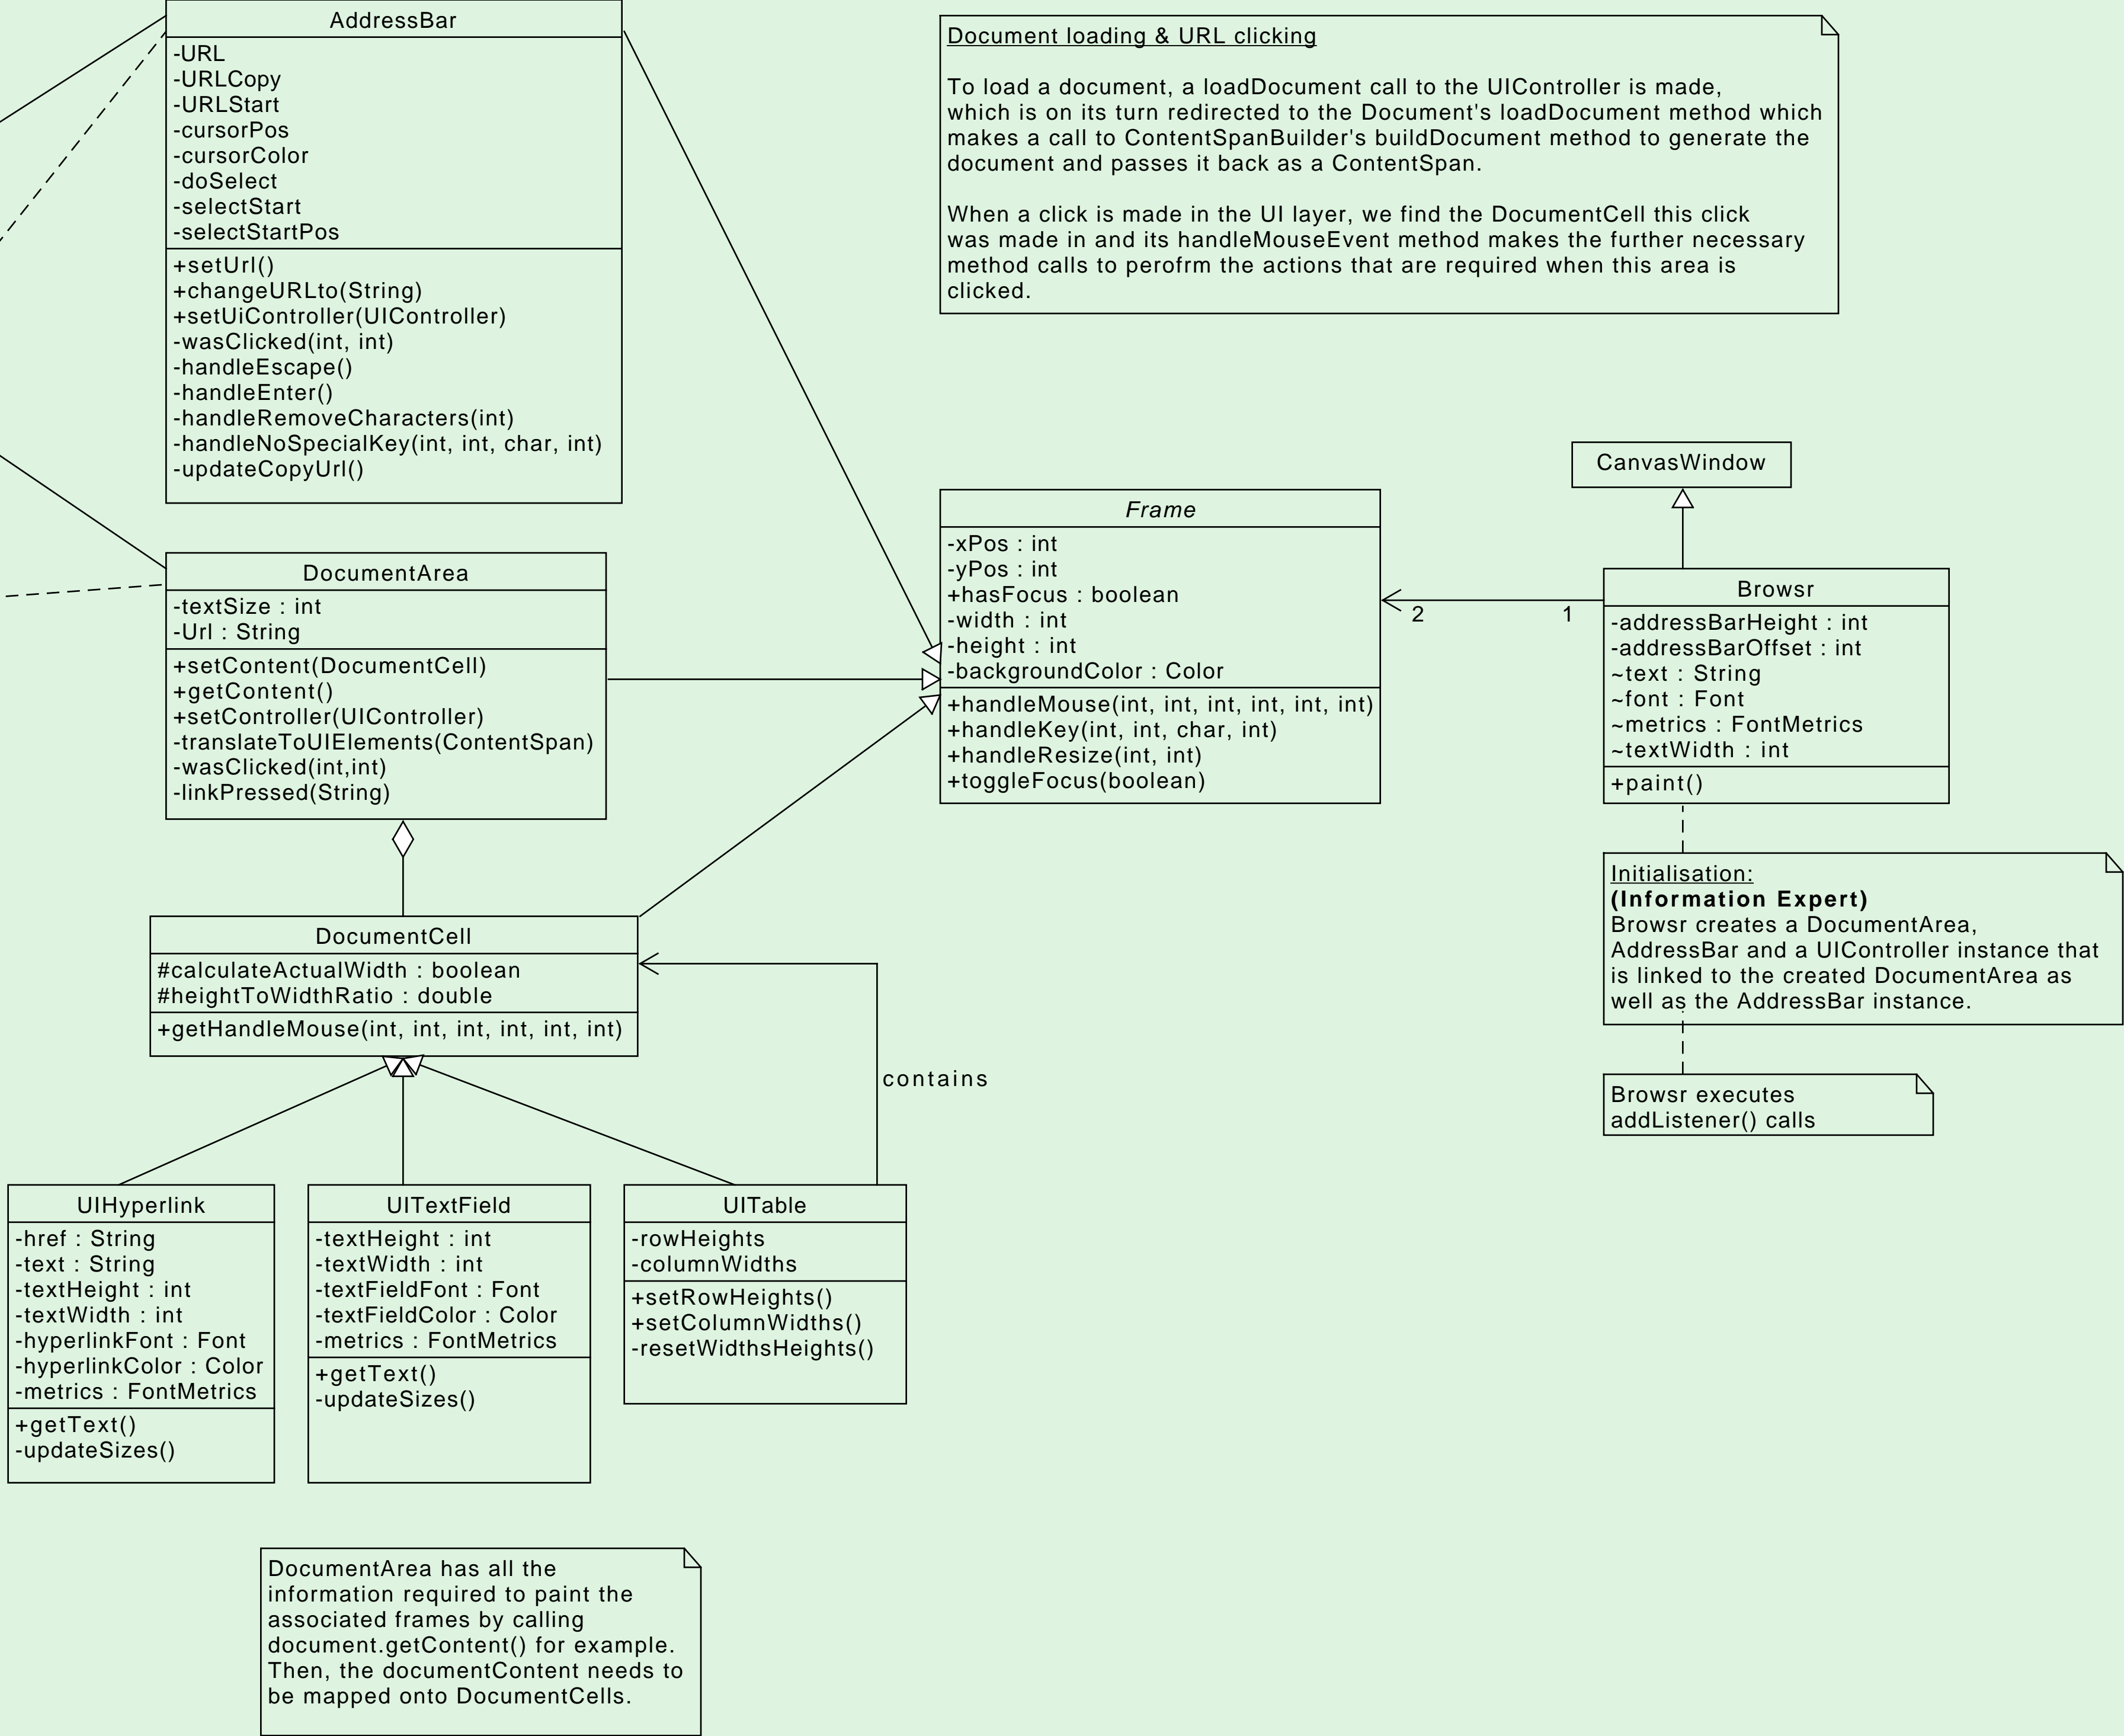 AddressBar
-URL
-URLCopy
-URLStart
-cursorPos
-cursorColor
-doSelect
-selectStart
-selectStartPos
+setUrl()
+changeURLto(String)
+setUiController(UIController)
-wasClicked(int, int)
-handleEscape()
-handleEnter()
-handleRemoveCharacters(int)
-handleNoSpecialKey(int, int, char, int)
-updateCopyUrl()
Document loading & URL clicking
To load a document, a loadDocument call to the UIController is made,
which is on its turn redirected to the Document's loadDocument method which
makes a call to ContentSpanBuilder's buildDocument method to generate the
document and passes it back as a ContentSpan.
When a click is made in the UI layer, we find the DocumentCell this click
was made in and its handleMouseEvent method makes the further necessary
method calls to perofrm the actions that are required when this area is
clicked.
CanvasWindow
Frame
-xPos : int
-yPos : int
+hasFocus : boolean
-width : int
-height : int
-backgroundColor : Color
+handleMouse(int, int, int, int, int, int)
+handleKey(int, int, char, int)
+handleResize(int, int)
+toggleFocus(boolean)
2
1
Browsr
-addressBarHeight : int
-addressBarOffset : int
~text : String
~font : Font
~metrics : FontMetrics
~textWidth : int
+paint()
DocumentArea
-textSize : int
-Url : String
+setContent(DocumentCell)
+getContent()
+setController(UIController)
-translateToUIElements(ContentSpan)
-wasClicked(int,int)
-linkPressed(String)
Initialisation:
(Information Expert)
Browsr creates a DocumentArea,
AddressBar and a UIController instance that
is linked to the created DocumentArea as
well as the AddressBar instance.
Browsr executes
addListener() calls
DocumentCell
#calculateActualWidth : boolean
#heightToWidthRatio : double
+getHandleMouse(int, int, int, int, int, int)
contains
UIHyperlink
-href : String
-text : String
-textHeight : int
-textWidth : int
-hyperlinkFont : Font
-hyperlinkColor : Color
-metrics : FontMetrics
+getText()
-updateSizes()
UITextField
-textHeight : int
-textWidth : int
-textFieldFont : Font
-textFieldColor : Color
-metrics : FontMetrics
+getText()
-updateSizes()
UITable
-rowHeights
-columnWidths
+setRowHeights()
+setColumnWidths()
-resetWidthsHeights()
DocumentArea has all the
information required to paint the
associated frames by calling
document.getContent() for example.
Then, the documentContent needs to
be mapped onto DocumentCells.